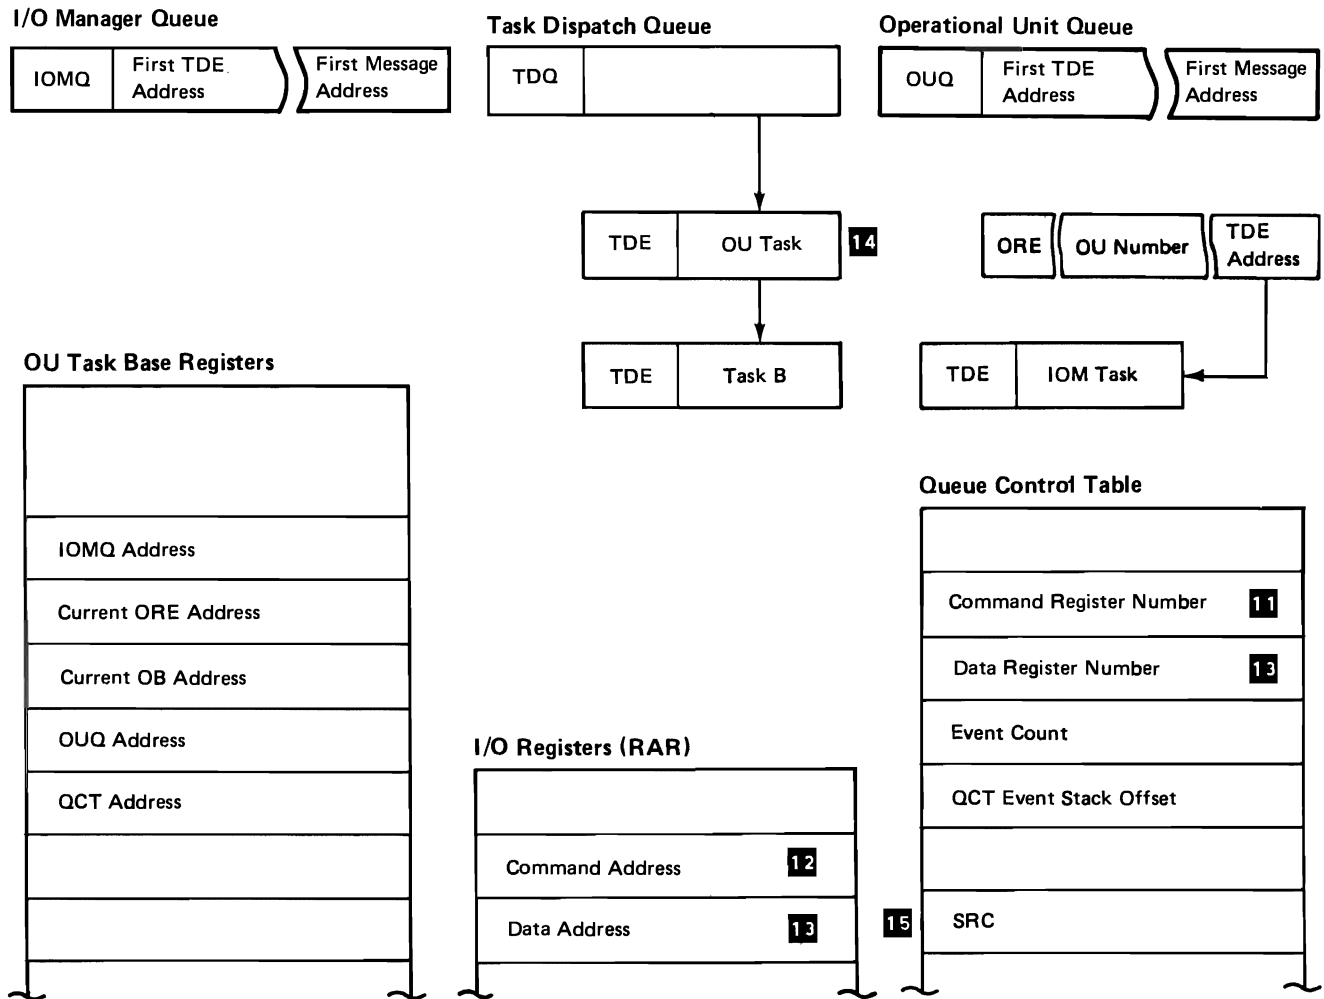 I/O Manager Queue
IOMQ
First TDE
Address
First Message
Address
Task Dispatch Queue
TDQ
Operational Unit Queue
OUQ
First TDE
Address
First Message
Address
TDE
OU Task
14
ORE
OU Number
TDE
Address
TDE
Task B
TDE
IOM Task
OU Task Base Registers
IOMQ Address
Current ORE Address
Current OB Address
OUQ Address
QCT Address
I/O Registers (RAR)
Command Address
12
Data Address
13
Queue Control Table
Command Register Number
11
Data Register Number
13
Event Count
QCT Event Stack Offset
15
SRC